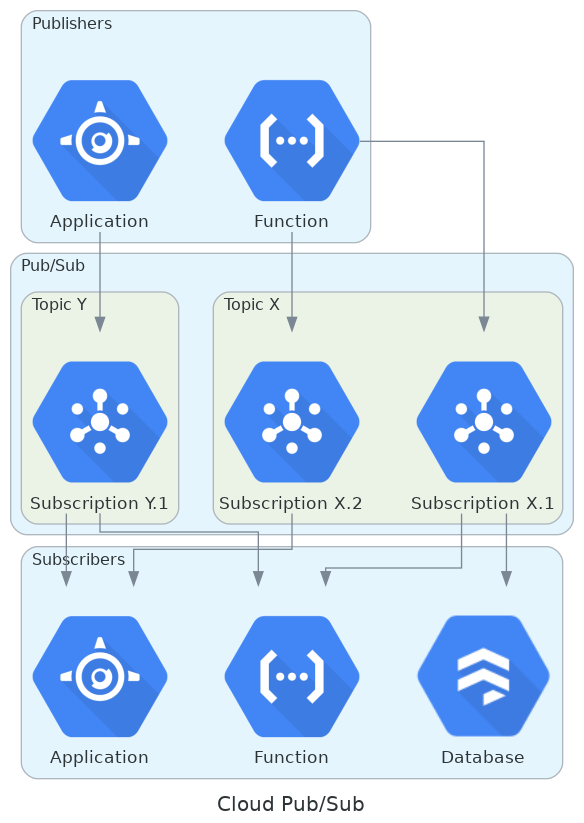 Publishers
Application
Function
Pub/Sub
Topic Y
Topic X
Subscription Y.1
Subscription X.2
Subscription X.1
Subscribers
Application
Function
Database
Cloud Pub/Sub